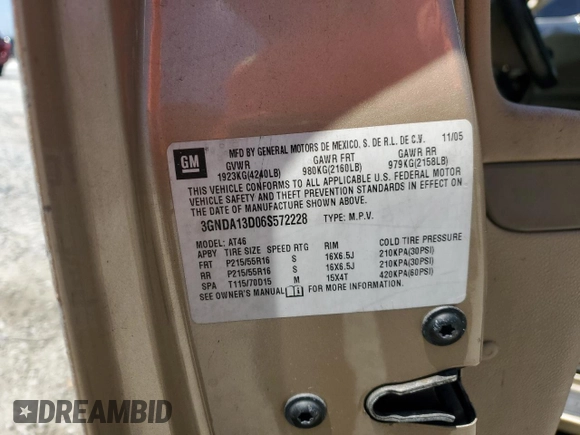 GM
MFD BY GENERAL MOTORS DE MEXICO, S. DE R.L. DE C.V. 11/05
GVWR GAWR FRT GAWR RR
1923KG(4240LB) 980KG(2160LB) 979KG(2158LB)
THIS VEHICLE CONFORMS TO ALL APPLICABLE U.S. FEDERAL MOTOR
VEHICLE SAFETY AND THEFT PREVENTION STANDARDS IN EFFECT ON
THE DATE OF MANUFACTURE SHOWN ABOVE.
3GNDA13D06S572228 TYPE: M.P.V.
MODEL: AT46
APBY TIRE SIZE SPEED RTG RIM COLD TIRE PRESSURE
FRT P215/55R16 S 16X6.5J 210KPA(30PSI)
RR P215/55R16 S 16X6.5J 210KPA(30PSI)
SPA T115/70D15 M 15X4T 420KPA(60PSI)
SEE OWNER'S MANUAL FOR MORE INFORMATION.
DREAMBID